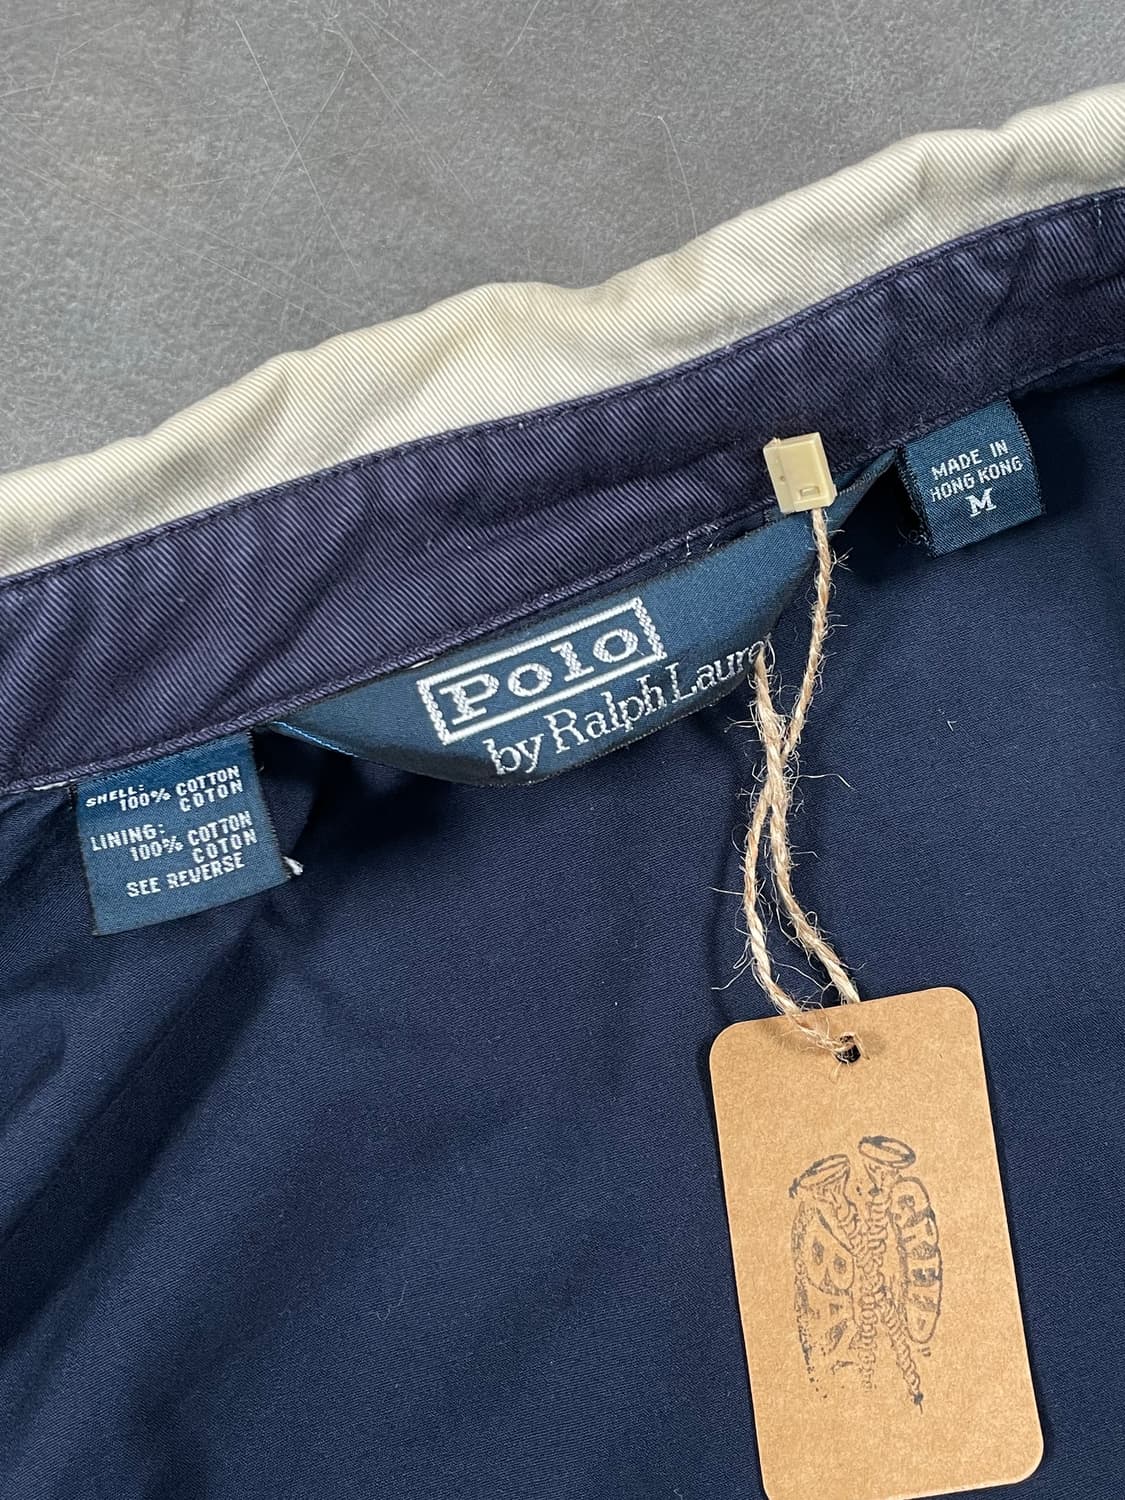 MADE IN
HONG KONG
M
Polo
by Ralph Lauren
SHELL:
100% COTTON
COTON
LINING:
100% COTTON
COTON
SEE REVERSE